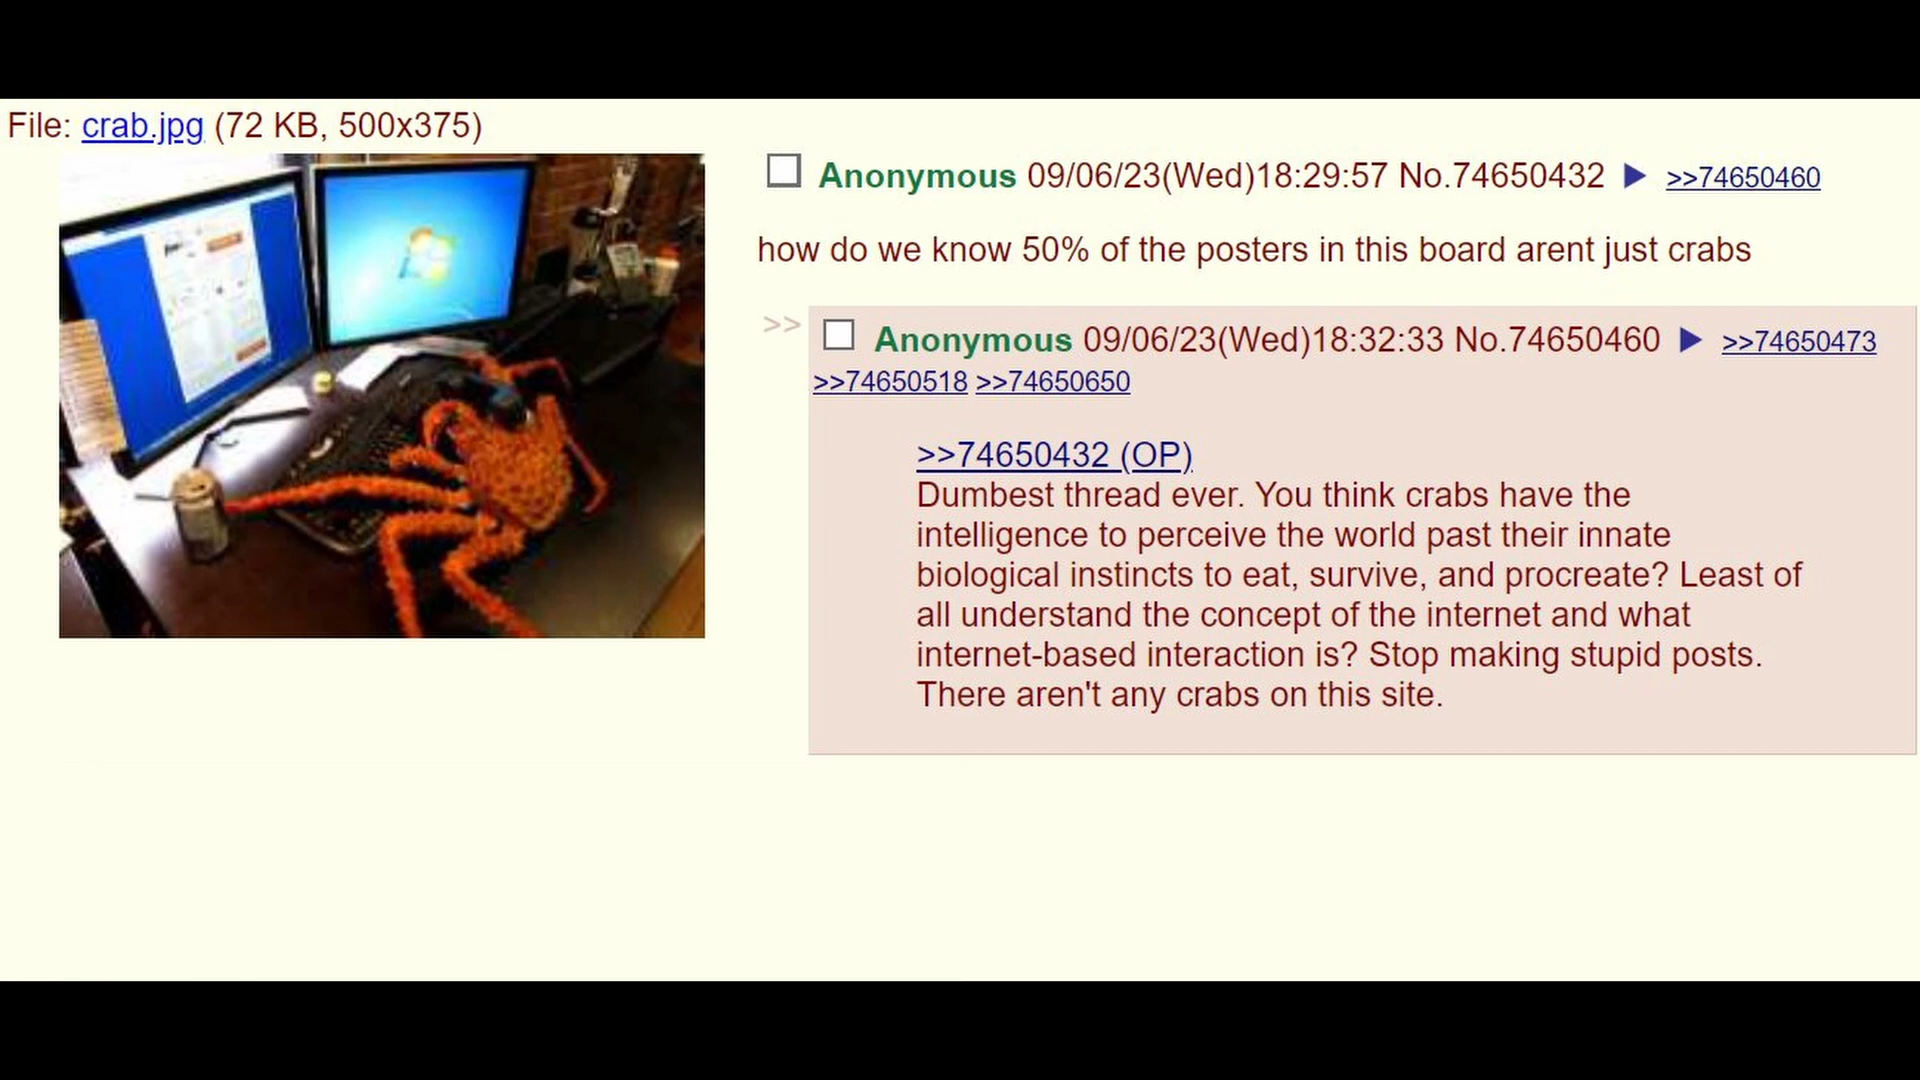 File: crab.jpg (72 KB, 500x375)
Anonymous 09/06/23(Wed)18:29:57 No.74650432 ▶ >>74650460
how do we know 50% of the posters in this board arent just crabs
>> Anonymous 09/06/23(Wed)18:32:33 No.74650460 ▶ >>74650473
>>74650518 >>74650650
>>74650432 (OP)
Dumbest thread ever. You think crabs have the
intelligence to perceive the world past their innate
biological instincts to eat, survive, and procreate? Least of
all understand the concept of the internet and what
internet-based interaction is? Stop making stupid posts.
There aren't any crabs on this site.